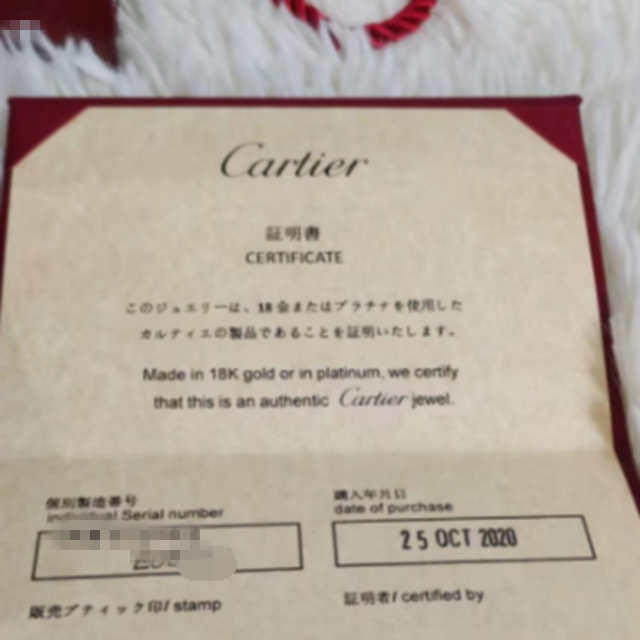 Cartier
証明書
CERTIFICATE
このジュエリーは、18金またはプラチナを使用した
カルティエの製品であることを証明いたします。
Made in 18K gold or in platinum, we certify
that this is an authentic Cartier jewel.
個別製造番号
individual Serial number
購入年月日
date of purchase
25 OCT 2020
販売ブティック印/ stamp
証明者/ certified by